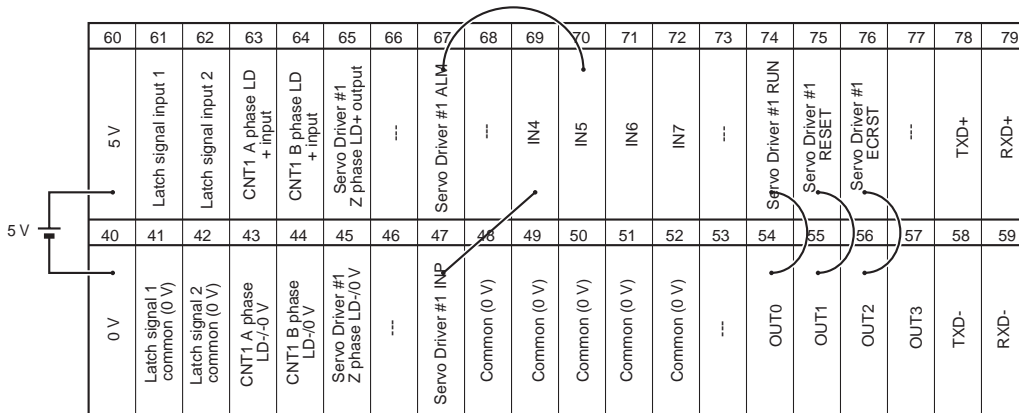 60 61 62 63 64 65 66 67 68 69 70 71 72 73 74 75 76 77 78 79
5 V
Latch signal input 1
Latch signal input 2
CNT1 A phase LD
+ input
CNT1 B phase LD
+ input
Servo Driver #1
Z phase LD+ output
---
Servo Driver #1 ALM
---
IN4
IN5
IN6
IN7
---
Servo Driver #1 RUN
Servo Driver #1
RESET
Servo Driver #1
ECRST
---
TXD+
RXD+
5 V
40 41 42 43 44 45 46 47 48 49 50 51 52 53 54 55 56 57 58 59
0 V
Latch signal 1
common (0 V)
Latch signal 2
common (0 V)
CNT1 A phase
LD-/-0 V
CNT1 B phase
LD-/0 V
Servo Driver #1
Z phase LD-/0 V
---
Servo Driver #1 INP
Common (0 V)
Common (0 V)
Common (0 V)
Common (0 V)
Common (0 V)
---
OUT0
OUT1
OUT2
OUT3
TXD-
RXD-